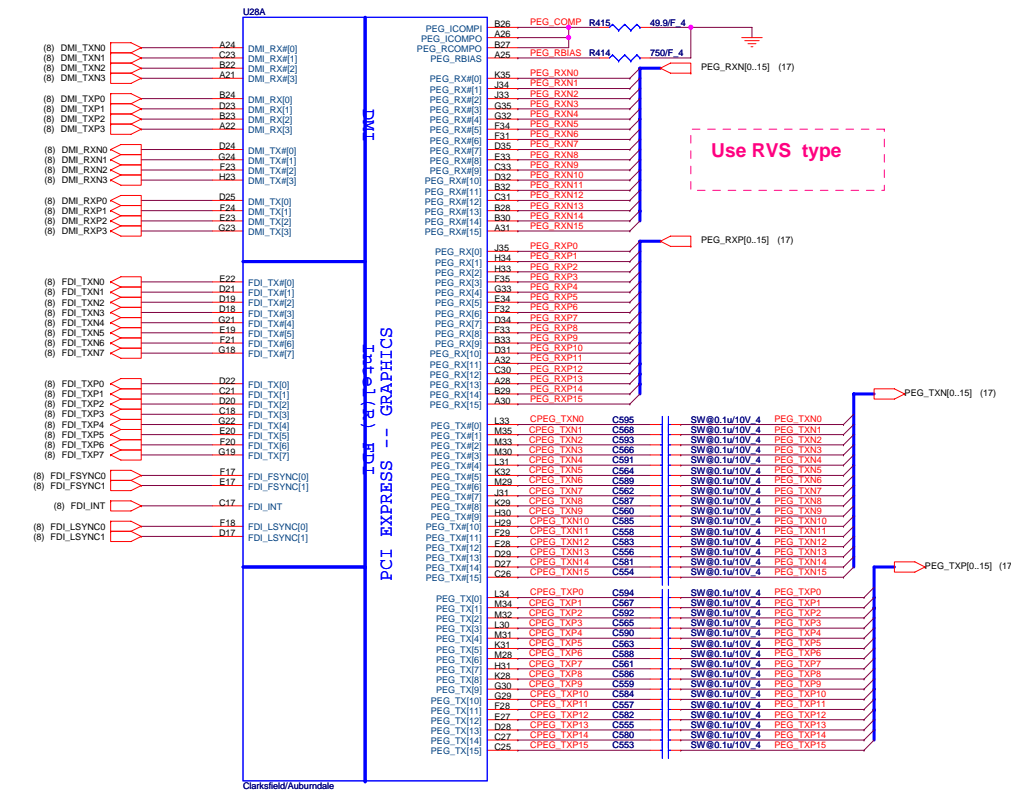 U28A
(8) DMI_TXN0 A24 DMI_RX#[0]
(8) DMI_TXN1 C23 DMI_RX#[1]
(8) DMI_TXN2 B22 DMI_RX#[2]
(8) DMI_TXN3 A21 DMI_RX#[3]
(8) DMI_TXP0 B24 DMI_RX[0]
(8) DMI_TXP1 D23 DMI_RX[1]
(8) DMI_TXP2 B23 DMI_RX[2]
(8) DMI_TXP3 A22 DMI_RX[3]
(8) DMI_RXN0 D24 DMI_TX#[0]
(8) DMI_RXN1 G24 DMI_TX#[1]
(8) DMI_RXN2 F23 DMI_TX#[2]
(8) DMI_RXN3 H23 DMI_TX#[3]
(8) DMI_RXP0 D25 DMI_TX[0]
(8) DMI_RXP1 F24 DMI_TX[1]
(8) DMI_RXP2 E23 DMI_TX[2]
(8) DMI_RXP3 G23 DMI_TX[3]
(8) FDI_TXN0 E22 FDI_TX#[0]
(8) FDI_TXN1 D21 FDI_TX#[1]
(8) FDI_TXN2 D19 FDI_TX#[2]
(8) FDI_TXN3 D18 FDI_TX#[3]
(8) FDI_TXN4 G21 FDI_TX#[4]
(8) FDI_TXN5 E19 FDI_TX#[5]
(8) FDI_TXN6 F21 FDI_TX#[6]
(8) FDI_TXN7 G18 FDI_TX#[7]
(8) FDI_TXP0 D22 FDI_TX[0]
(8) FDI_TXP1 C21 FDI_TX[1]
(8) FDI_TXP2 D20 FDI_TX[2]
(8) FDI_TXP3 C18 FDI_TX[3]
(8) FDI_TXP4 G22 FDI_TX[4]
(8) FDI_TXP5 E20 FDI_TX[5]
(8) FDI_TXP6 F20 FDI_TX[6]
(8) FDI_TXP7 G19 FDI_TX[7]
(8) FDI_FSYNC0 F17 FDI_FSYNC[0]
(8) FDI_FSYNC1 E17 FDI_FSYNC[1]
(8) FDI_INT C17 FDI_INT
(8) FDI_LSYNC0 F18 FDI_LSYNC[0]
(8) FDI_LSYNC1 D17 FDI_LSYNC[1]
DMI
Intel(R) FDI
PCI EXPRESS -- GRAPHICS
PEG_ICOMPI B26 PEG_COMP R415 49.9/F_4
PEG_ICOMPO A26
PEG_RCOMPO B27
PEG_RBIAS A25 PEG_RBIAS R414 750/F_4
PEG_RXN[0..15] (17)
PEG_RX#[0] K35 PEG_RXN0
PEG_RX#[1] J34 PEG_RXN1
PEG_RX#[2] J33 PEG_RXN2
PEG_RX#[3] G35 PEG_RXN3
PEG_RX#[4] G32 PEG_RXN4
PEG_RX#[5] F34 PEG_RXN5
PEG_RX#[6] F31 PEG_RXN6
PEG_RX#[7] D35 PEG_RXN7
PEG_RX#[8] E33 PEG_RXN8
PEG_RX#[9] C33 PEG_RXN9
PEG_RX#[10] D32 PEG_RXN10
PEG_RX#[11] B32 PEG_RXN11
PEG_RX#[12] C31 PEG_RXN12
PEG_RX#[13] B28 PEG_RXN13
PEG_RX#[14] B30 PEG_RXN14
PEG_RX#[15] A31 PEG_RXN15
Use RVS type
PEG_RXP[0..15] (17)
PEG_RX[0] J35 PEG_RXP0
PEG_RX[1] H34 PEG_RXP1
PEG_RX[2] H33 PEG_RXP2
PEG_RX[3] F35 PEG_RXP3
PEG_RX[4] G33 PEG_RXP4
PEG_RX[5] E34 PEG_RXP5
PEG_RX[6] F32 PEG_RXP6
PEG_RX[7] D34 PEG_RXP7
PEG_RX[8] F33 PEG_RXP8
PEG_RX[9] B33 PEG_RXP9
PEG_RX[10] D31 PEG_RXP10
PEG_RX[11] A32 PEG_RXP11
PEG_RX[12] C30 PEG_RXP12
PEG_RX[13] A28 PEG_RXP13
PEG_RX[14] B29 PEG_RXP14
PEG_RX[15] A30 PEG_RXP15
PEG_TXN[0..15] (17)
PEG_TX#[0] L33 CPEG_TXN0 C595 SW@0.1u/10V_4 PEG_TXN0
PEG_TX#[1] M35 CPEG_TXN1 C568 SW@0.1u/10V_4 PEG_TXN1
PEG_TX#[2] M33 CPEG_TXN2 C593 SW@0.1u/10V_4 PEG_TXN2
PEG_TX#[3] M30 CPEG_TXN3 C566 SW@0.1u/10V_4 PEG_TXN3
PEG_TX#[4] L31 CPEG_TXN4 C591 SW@0.1u/10V_4 PEG_TXN4
PEG_TX#[5] K32 CPEG_TXN5 C564 SW@0.1u/10V_4 PEG_TXN5
PEG_TX#[6] M29 CPEG_TXN6 C589 SW@0.1u/10V_4 PEG_TXN6
PEG_TX#[7] J31 CPEG_TXN7 C562 SW@0.1u/10V_4 PEG_TXN7
PEG_TX#[8] K29 CPEG_TXN8 C587 SW@0.1u/10V_4 PEG_TXN8
PEG_TX#[9] H30 CPEG_TXN9 C560 SW@0.1u/10V_4 PEG_TXN9
PEG_TX#[10] H29 CPEG_TXN10 C585 SW@0.1u/10V_4 PEG_TXN10
PEG_TX#[11] F29 CPEG_TXN11 C558 SW@0.1u/10V_4 PEG_TXN11
PEG_TX#[12] E28 CPEG_TXN12 C583 SW@0.1u/10V_4 PEG_TXN12
PEG_TX#[13] D29 CPEG_TXN13 C556 SW@0.1u/10V_4 PEG_TXN13
PEG_TX#[14] D27 CPEG_TXN14 C581 SW@0.1u/10V_4 PEG_TXN14
PEG_TX#[15] C26 CPEG_TXN15 C554 SW@0.1u/10V_4 PEG_TXN15
PEG_TXP[0..15] (17
PEG_TX[0] L34 CPEG_TXP0 C594 SW@0.1u/10V_4 PEG_TXP0
PEG_TX[1] M34 CPEG_TXP1 C567 SW@0.1u/10V_4 PEG_TXP1
PEG_TX[2] M32 CPEG_TXP2 C592 SW@0.1u/10V_4 PEG_TXP2
PEG_TX[3] L30 CPEG_TXP3 C565 SW@0.1u/10V_4 PEG_TXP3
PEG_TX[4] M31 CPEG_TXP4 C590 SW@0.1u/10V_4 PEG_TXP4
PEG_TX[5] K31 CPEG_TXP5 C563 SW@0.1u/10V_4 PEG_TXP5
PEG_TX[6] M28 CPEG_TXP6 C588 SW@0.1u/10V_4 PEG_TXP6
PEG_TX[7] H31 CPEG_TXP7 C561 SW@0.1u/10V_4 PEG_TXP7
PEG_TX[8] K28 CPEG_TXP8 C586 SW@0.1u/10V_4 PEG_TXP8
PEG_TX[9] G30 CPEG_TXP9 C559 SW@0.1u/10V_4 PEG_TXP9
PEG_TX[10] G29 CPEG_TXP10 C584 SW@0.1u/10V_4 PEG_TXP10
PEG_TX[11] F28 CPEG_TXP11 C557 SW@0.1u/10V_4 PEG_TXP11
PEG_TX[12] E27 CPEG_TXP12 C582 SW@0.1u/10V_4 PEG_TXP12
PEG_TX[13] D28 CPEG_TXP13 C555 SW@0.1u/10V_4 PEG_TXP13
PEG_TX[14] C27 CPEG_TXP14 C580 SW@0.1u/10V_4 PEG_TXP14
PEG_TX[15] C25 CPEG_TXP15 C553 SW@0.1u/10V_4 PEG_TXP15
Clarksfield/Auburndale